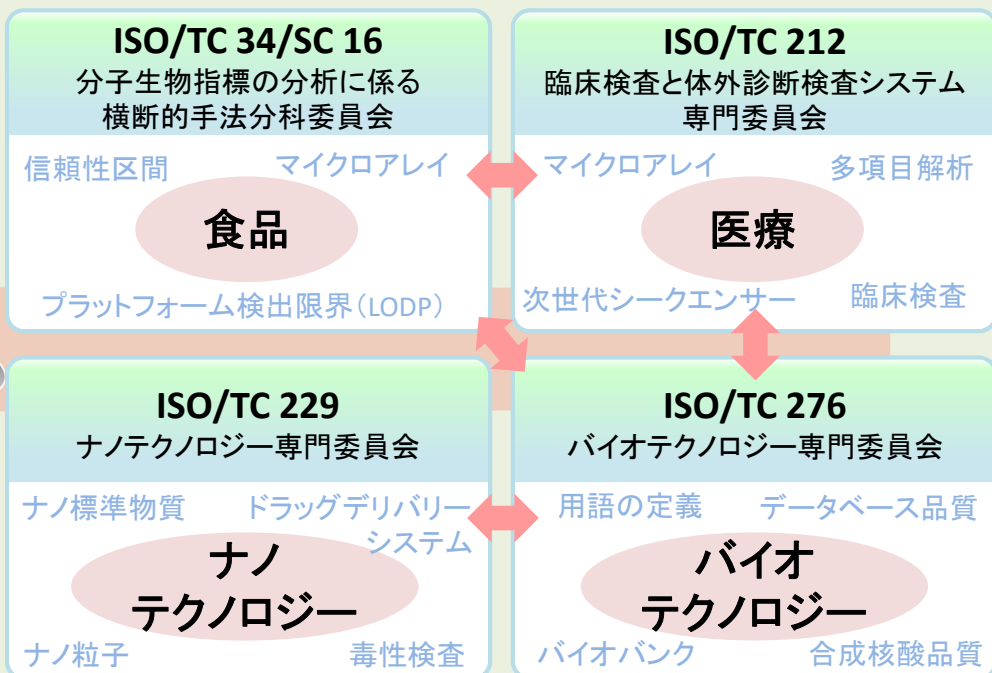 ISO/TC 34/SC 16
分子生物指標の分析に係る
横断的手法分科委員会
信頼性区間
マイクロアレイ
食品
プラットフォーム検出限界（LODP）
ISO/TC 212
臨床検査と体外診断検査システム
専門委員会
マイクロアレイ
多項目解析
医療
次世代シークエンサー
臨床検査
ISO/TC 229
ナノテクノロジー専門委員会
ナノ標準物質
ドラッグデリバリー
システム
ナノ
テクノロジー
ナノ粒子
毒性検査
ISO/TC 276
バイオテクノロジー専門委員会
用語の定義
データベース品質
バイオ
テクノロジー
バイオバンク
合成核酸品質